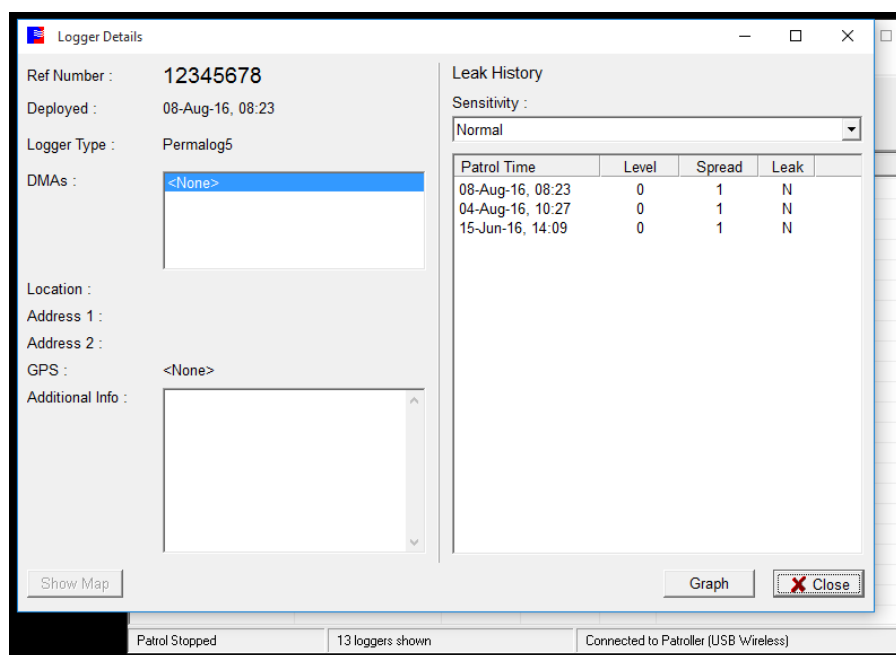 Logger Details
Ref Number : 12345678
Deployed : 08-Aug-16, 08:23
Logger Type : Permalog5
DMAs : <None>
Location :
Address 1 :
Address 2 :
GPS : <None>
Additional Info :
Show Map
Leak History
Sensitivity :
Normal
Patrol Time Level Spread Leak
08-Aug-16, 08:23 0 1 N
04-Aug-16, 10:27 0 1 N
15-Jun-16, 14:09 0 1 N
Graph Close
Patrol Stopped 13 loggers shown Connected to Patroller (USB Wireless)